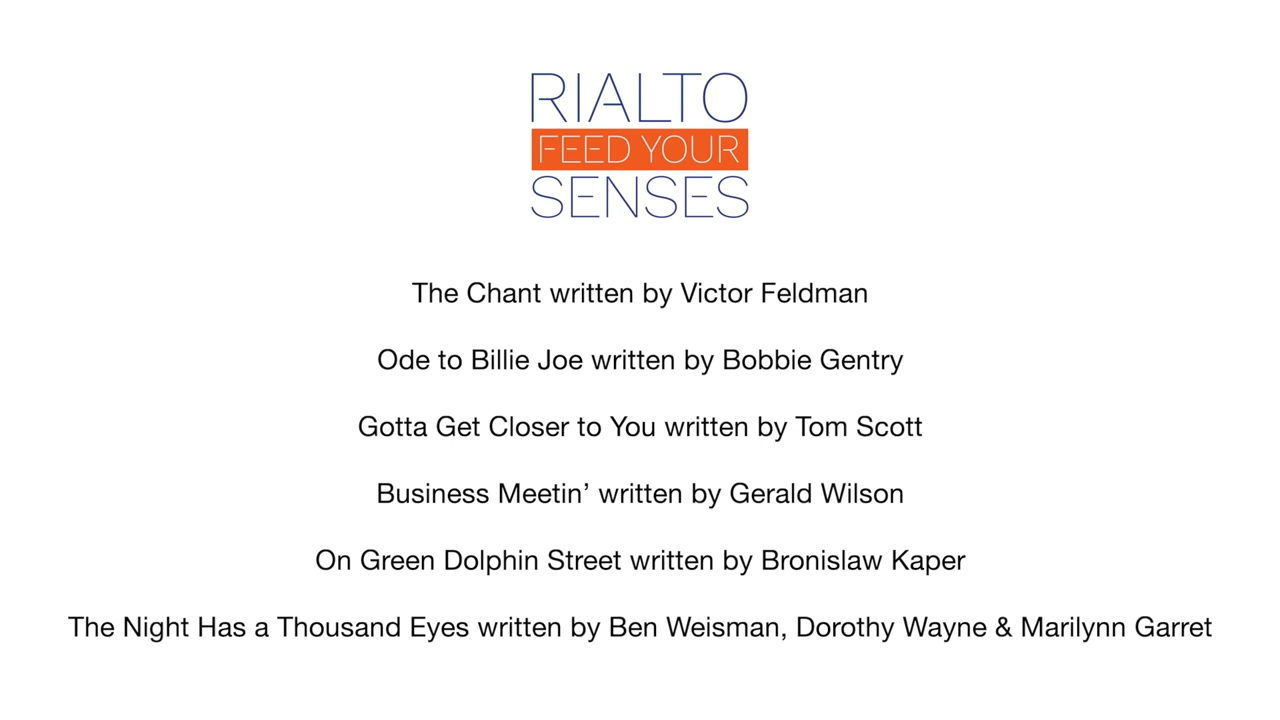 RIALTO
FEED YOUR
SENSES
The Chant written by Victor Feldman
Ode to Billie Joe written by Bobbie Gentry
Gotta Get Closer to You written by Tom Scott
Business Meetin’ written by Gerald Wilson
On Green Dolphin Street written by Bronislaw Kaper
The Night Has a Thousand Eyes written by Ben Weisman, Dorothy Wayne & Marilynn Garret